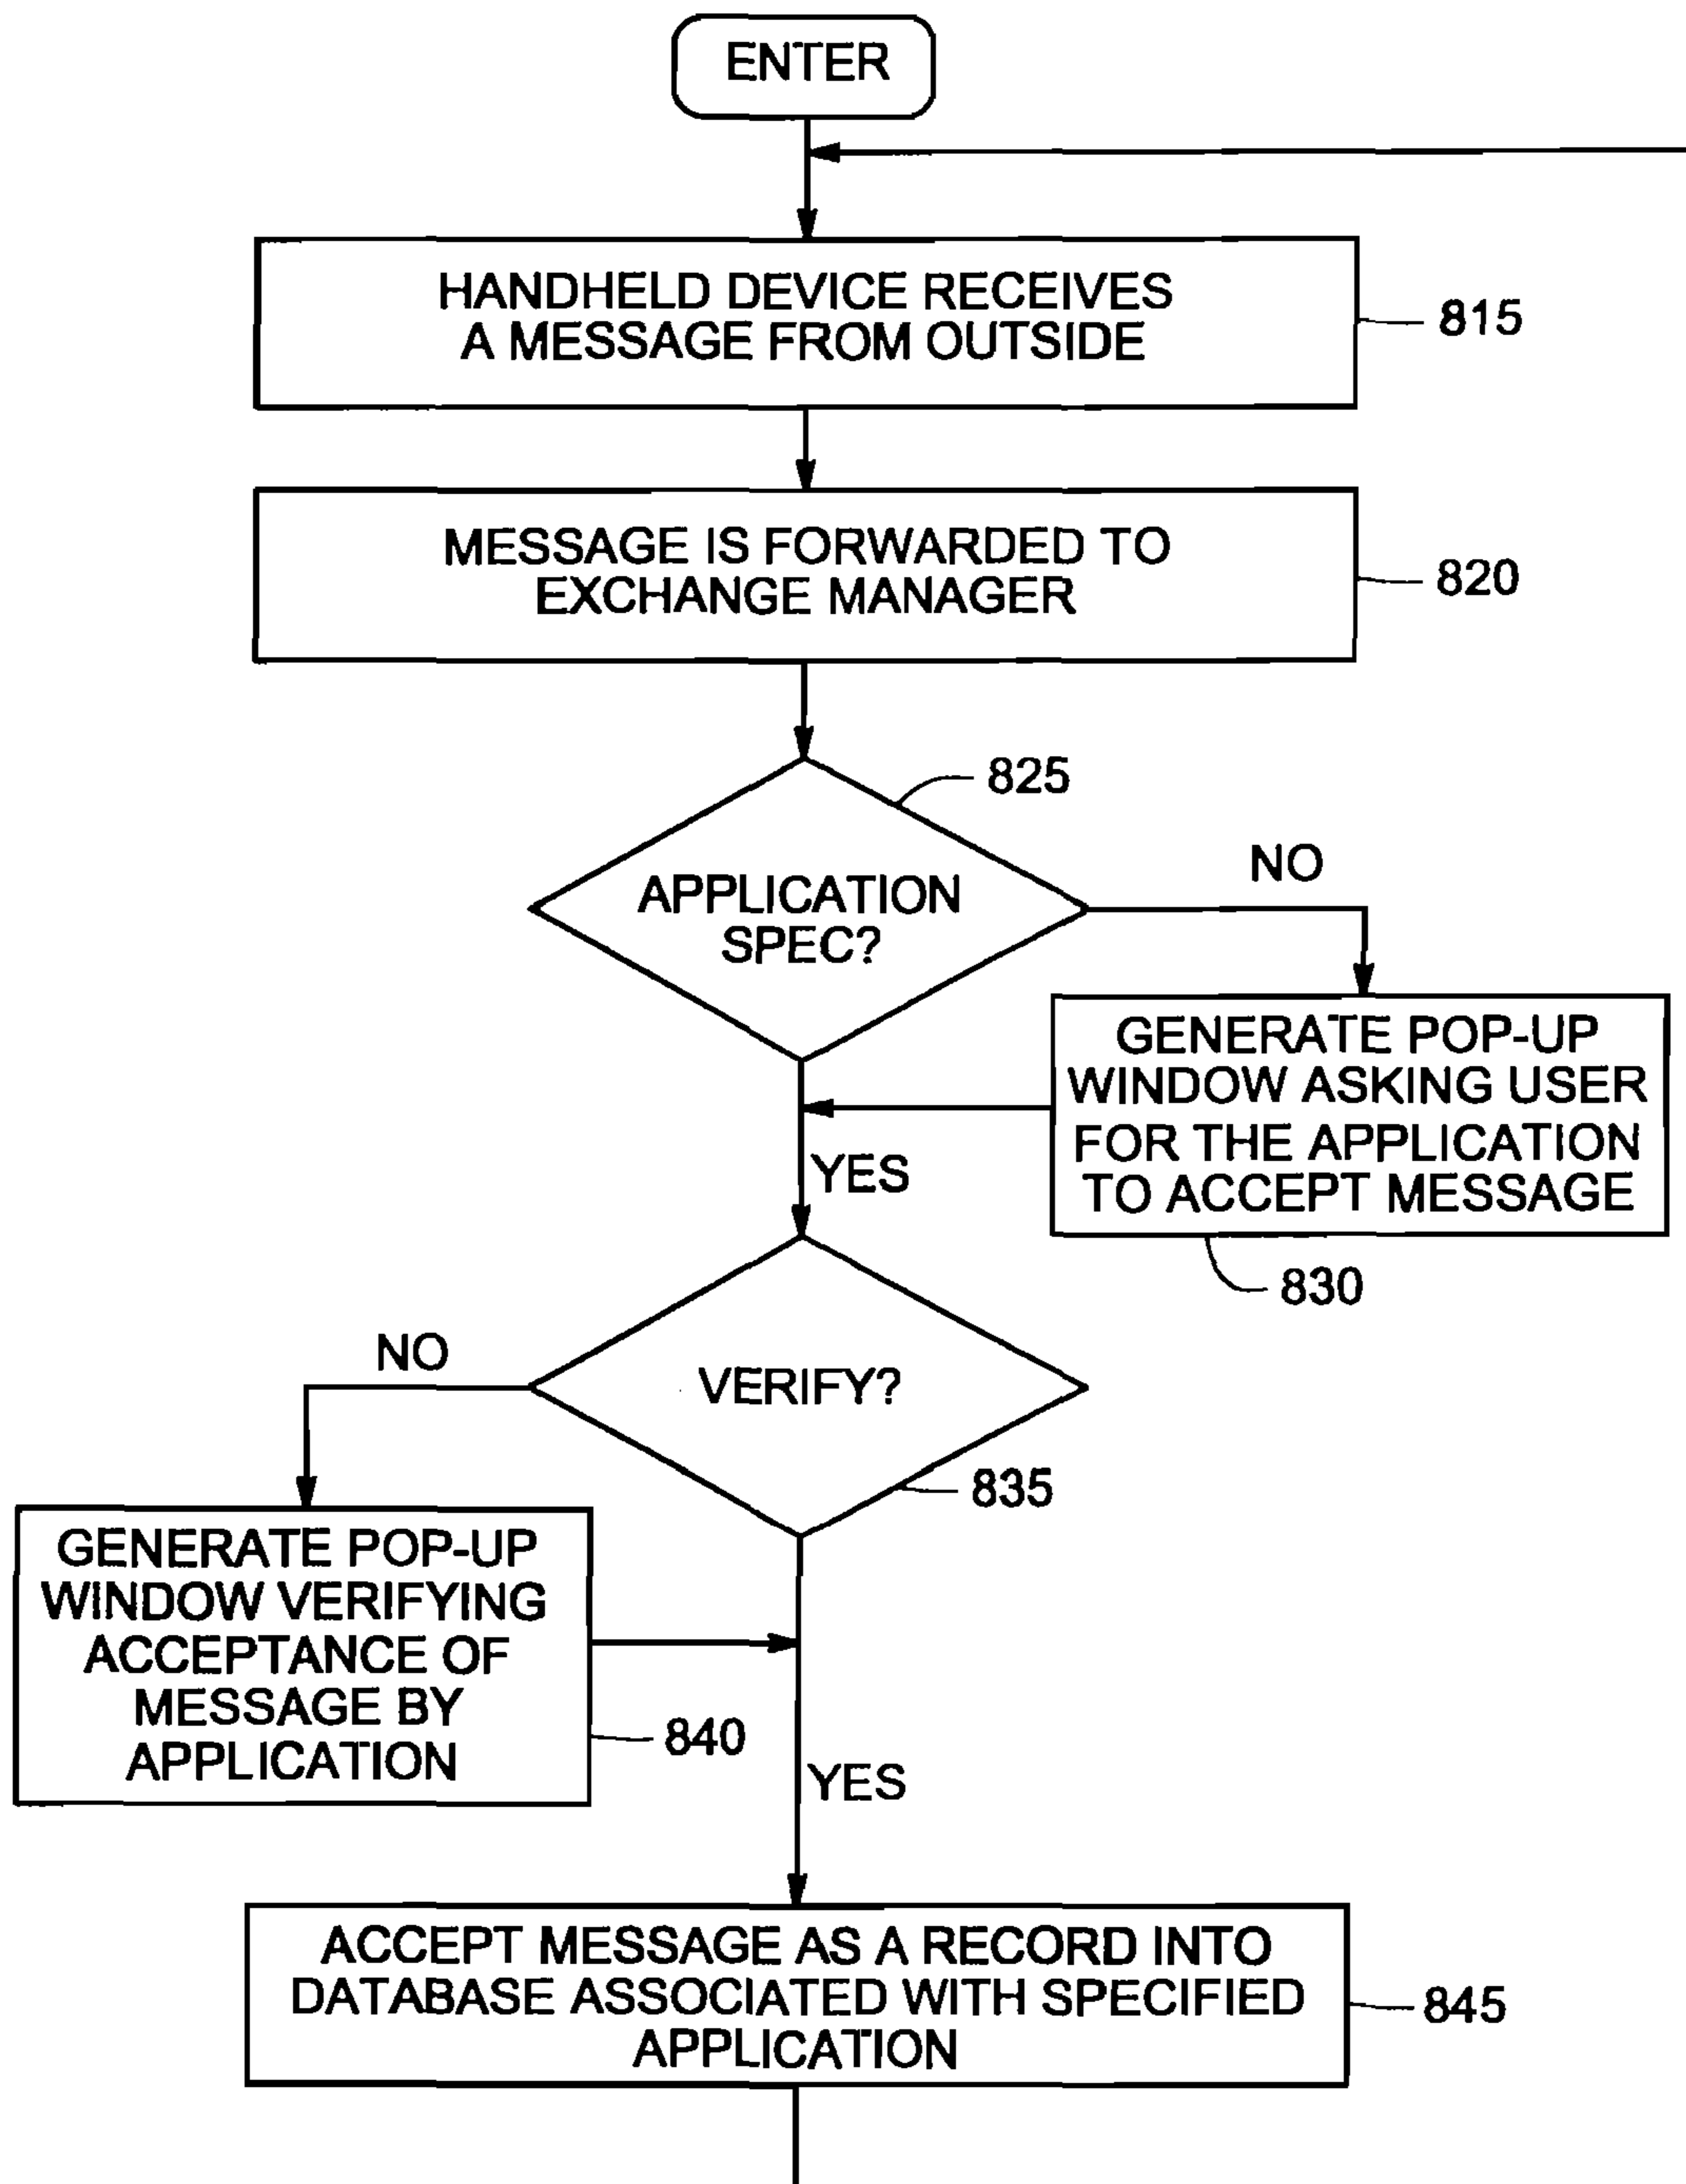 ENTER
HANDHELD DEVICE RECEIVES
A MESSAGE FROM OUTSIDE
815
MESSAGE IS FORWARDED TO
EXCHANGE MANAGER
820
825
APPLICATION
SPEC?
NO
GENERATE POP-UP
WINDOW ASKING USER
FOR THE APPLICATION
TO ACCEPT MESSAGE
830
YES
VERIFY?
NO
835
GENERATE POP-UP
WINDOW VERIFYING
ACCEPTANCE OF
MESSAGE BY
APPLICATION
840
YES
ACCEPT MESSAGE AS A RECORD INTO
DATABASE ASSOCIATED WITH SPECIFIED
APPLICATION
845